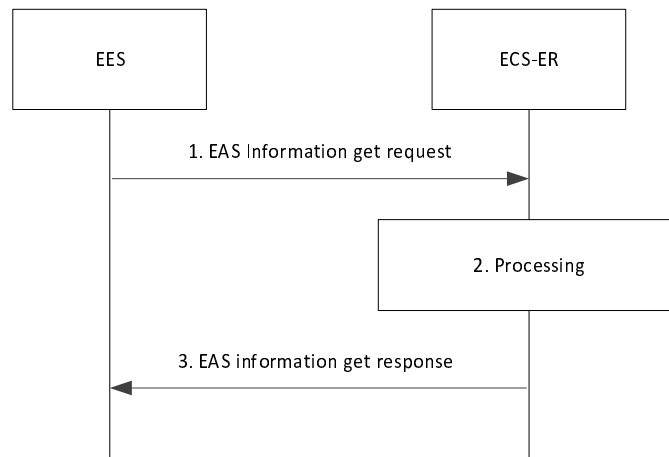 EES
ECS-ER
1. EAS Information get request
2. Processing
3. EAS information get response